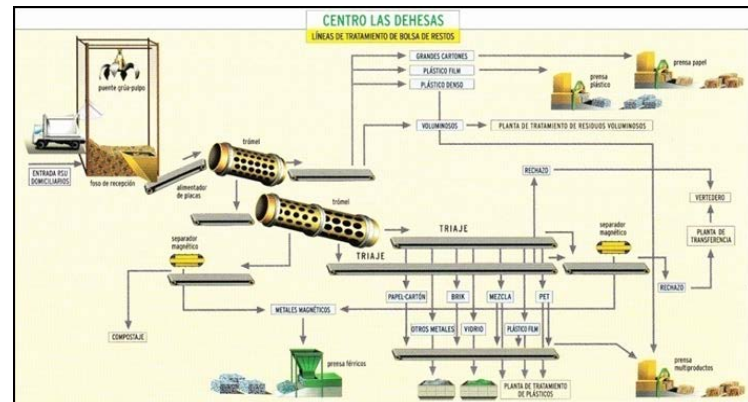 CENTRO LAS DEHESAS
LÍNEAS DE TRATAMIENTO DE BOLSA DE RESTOS
puente grúa-pulpo
GRANDES CARTONES
PLÁSTICO FILM
PLÁSTICO DENSO
prensa papel
prensa
plástico
VOLUMINOSOS
PLANTA DE TRATAMIENTO DE RESIDUOS VOLUMINOSOS
trómel
ENTRADA RSU
DOMICILIARIOS
foso de recepción
alimentador
de placas
trómel
RECHAZO
VERTEDERO
PLANTA DE
TRANSFERENCIA
TRIAJE
TRIAJE
separador
magnético
separador
magnético
RECHAZO
PAPEL-CARTÓN
BRIK
MEZCLA
PET
METALES MAGNÉTICOS
OTROS METALES
VIDRIO
PLÁSTICO FILM
COMPOSTAJE
prensa férricos
PLANTA DE TRATAMIENTO
DE PLÁSTICOS
prensa
multiproductos